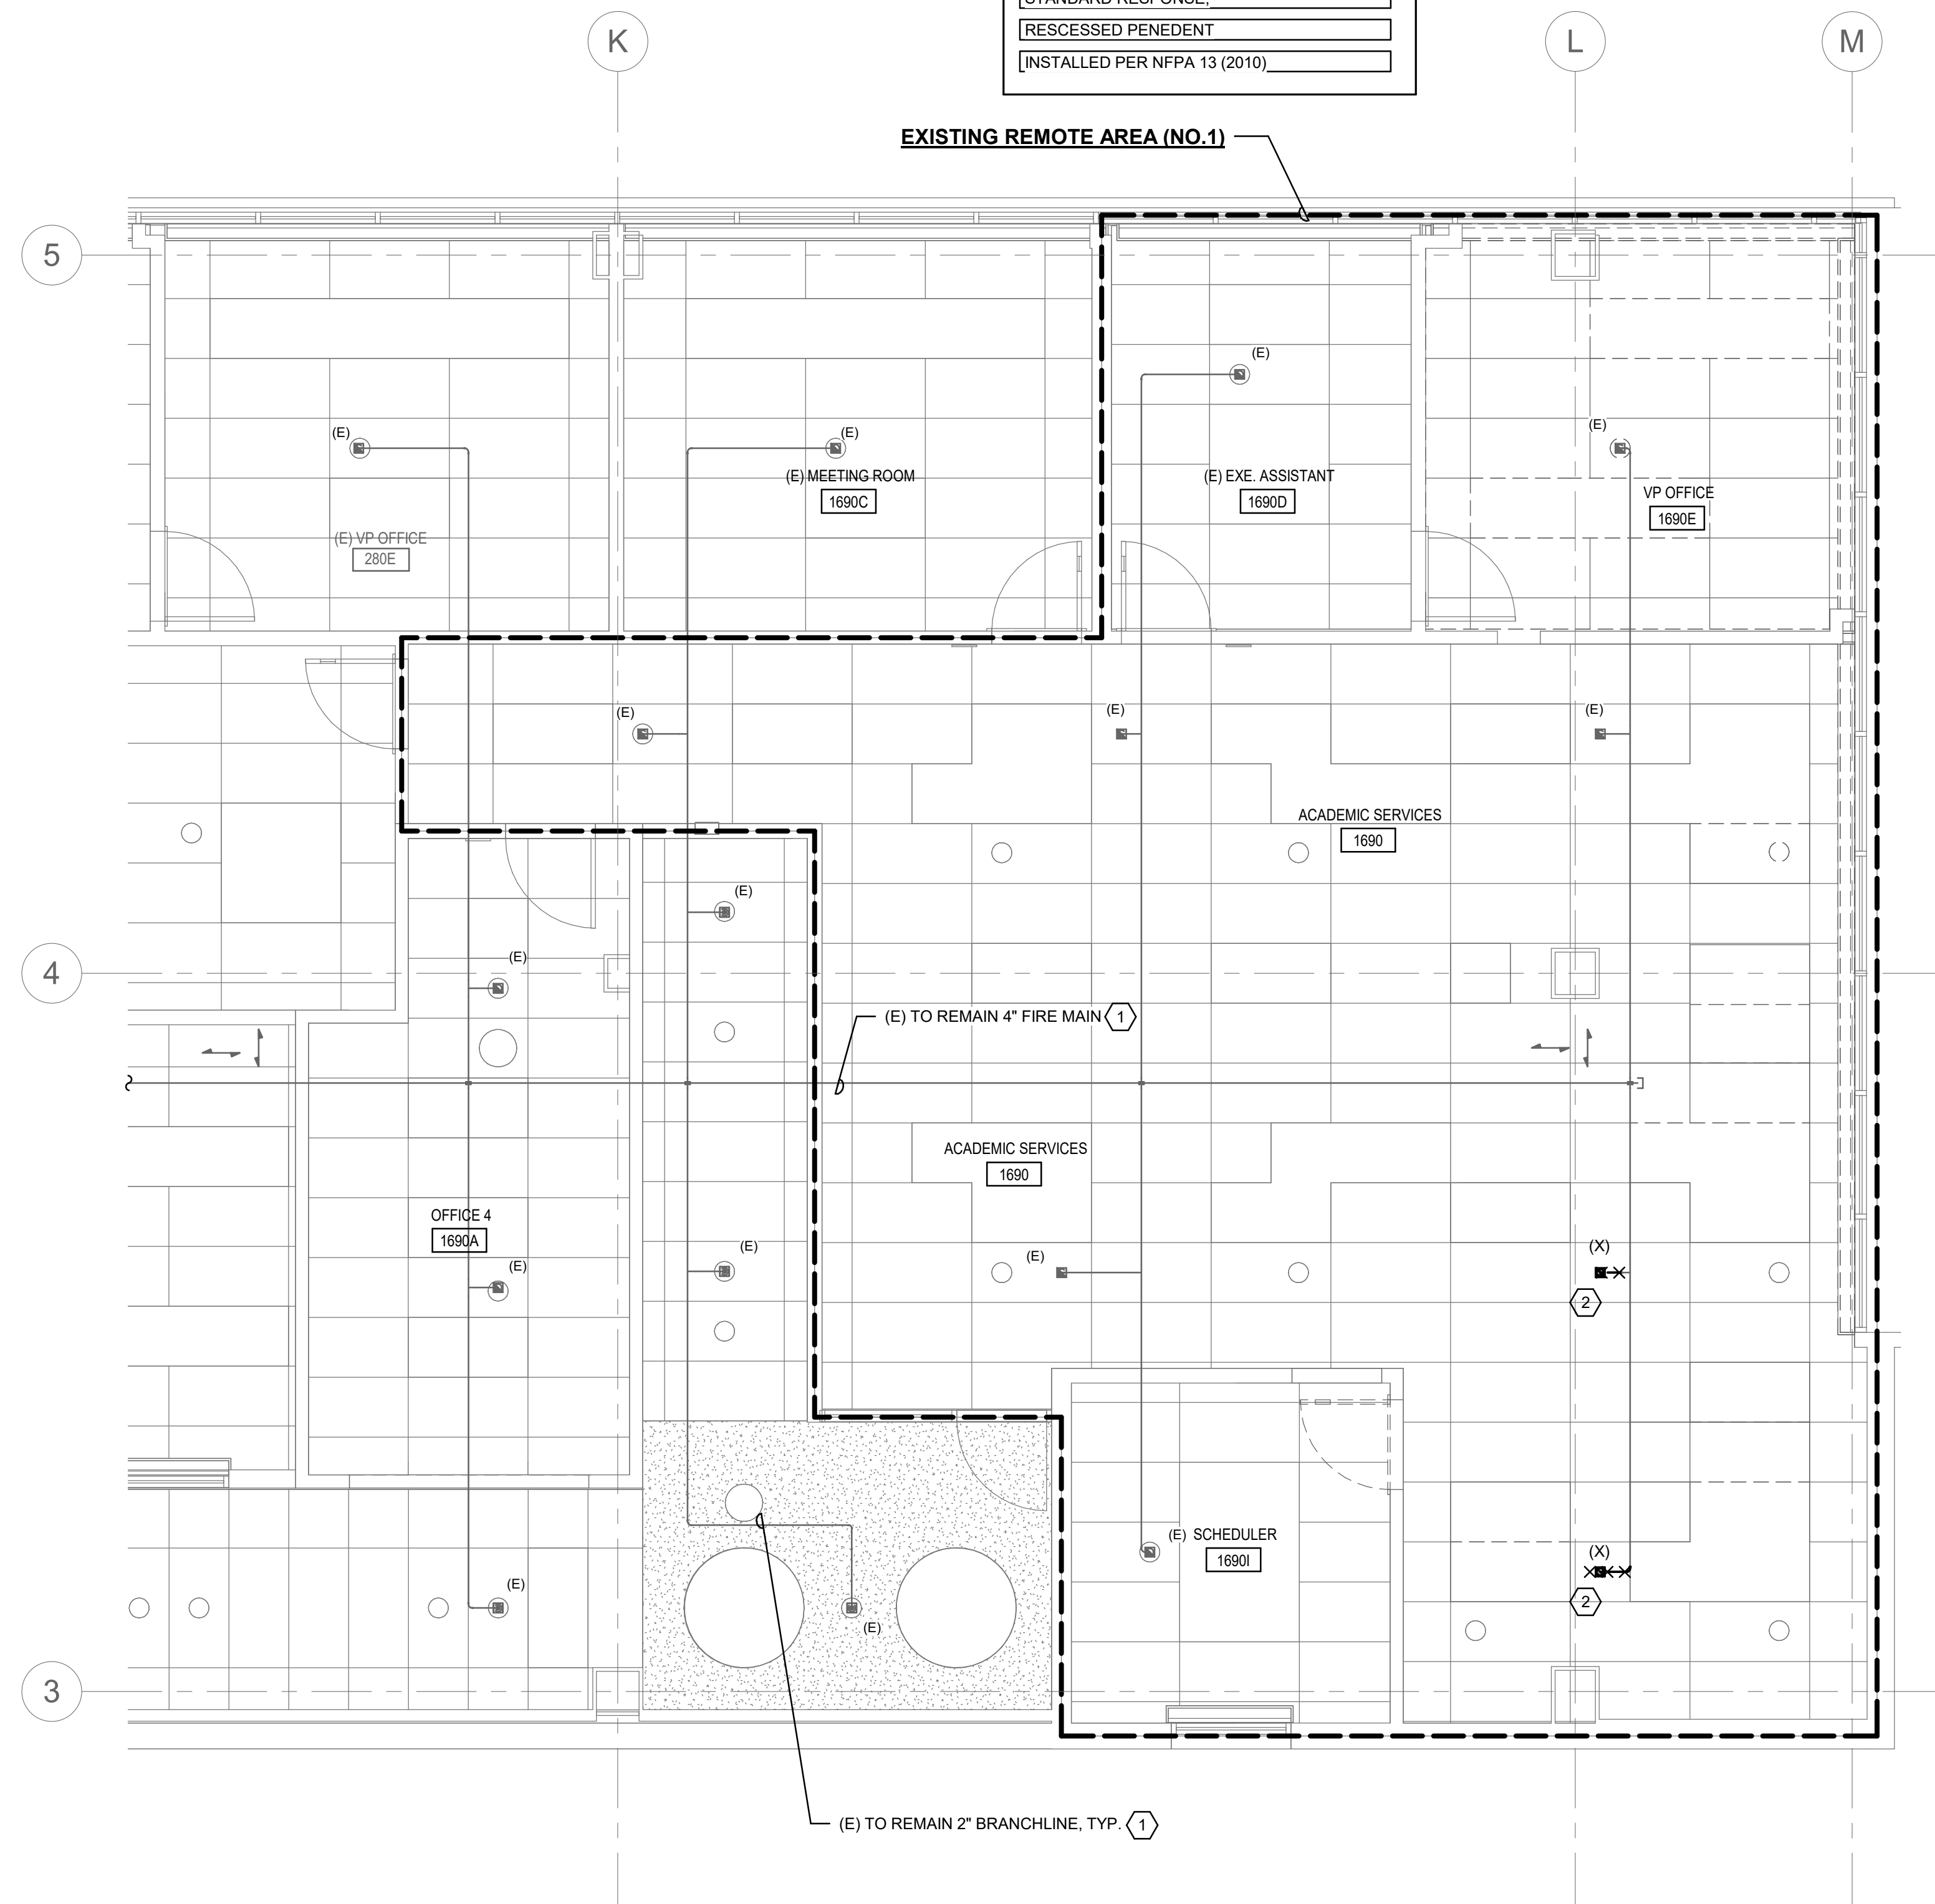 STANDARD RESPONSE,
RESCESSED PENEDENT
INSTALLED PER NFPA 13 (2010)
K
L
M
EXISTING REMOTE AREA (NO.1)
5
(E)
(E)
(E)
(E)
(E) MEETING ROOM
1690C
(E) EXE. ASSISTANT
1690D
VP OFFICE
1690E
(E) VP OFFICE
280E
(E)
(E)
(E)
ACADEMIC SERVICES
1690
(E)
(E)
4
(E) TO REMAIN 4" FIRE MAIN 1
ACADEMIC SERVICES
1690
OFFICE 4
1690A
(E)
(E)
(E)
(X)
2
(E) SCHEDULER
1690I
(X)
2
(E)
(E)
3
(E) TO REMAIN 2" BRANCHLINE, TYP. 1